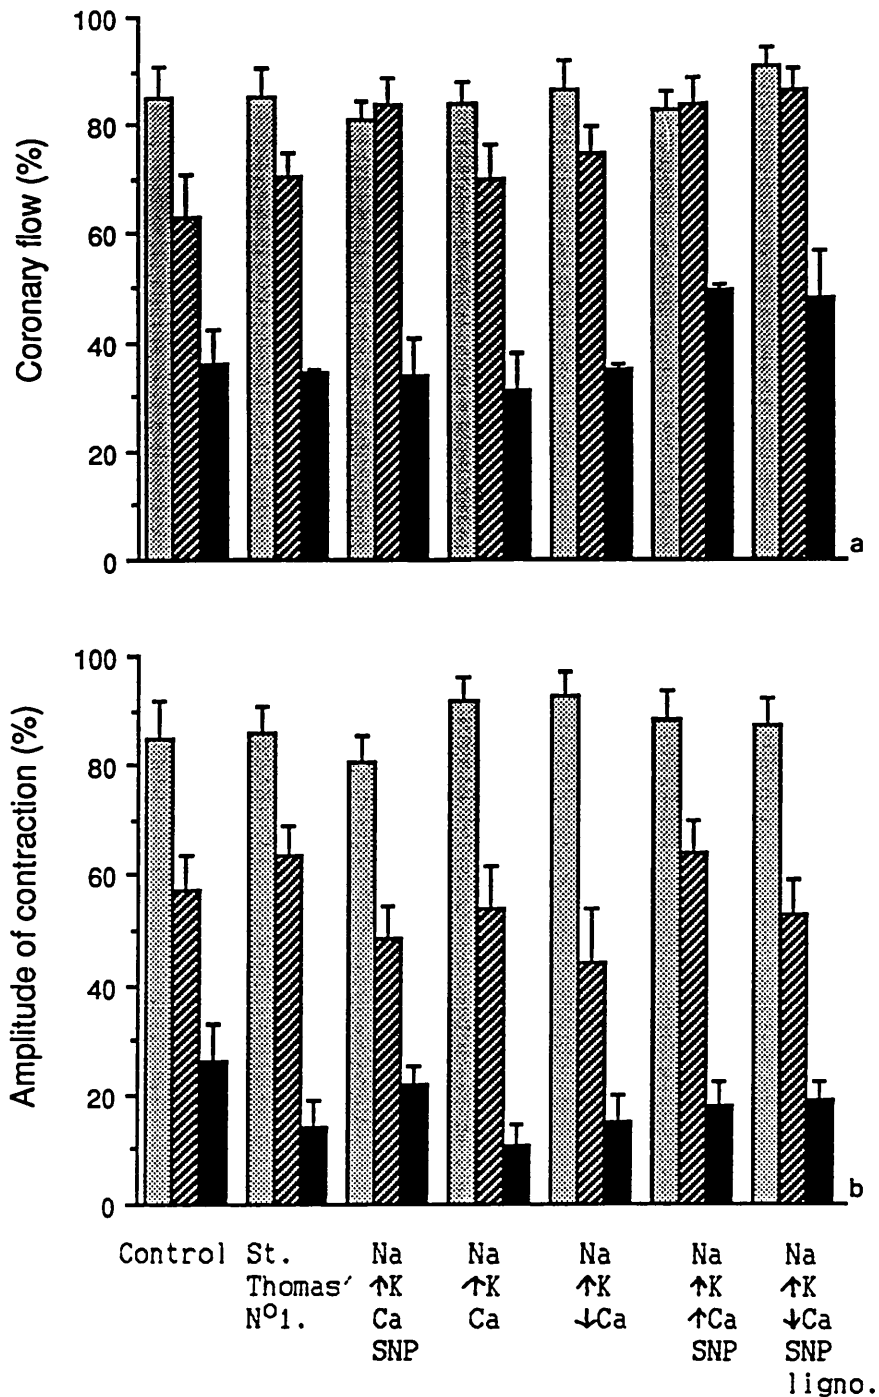 100
80
60
40
20
0
Coronary flow (%)
a
100
80
60
40
20
0
Amplitude of contraction (%)
b
Control St. Na Na Na Na Na
Thomas′ ↑K ↑K ↑K ↑K ↑K
Nº1. Ca Ca ↓Ca ↑Ca ↓Ca
SNP SNP SNP
ligno.